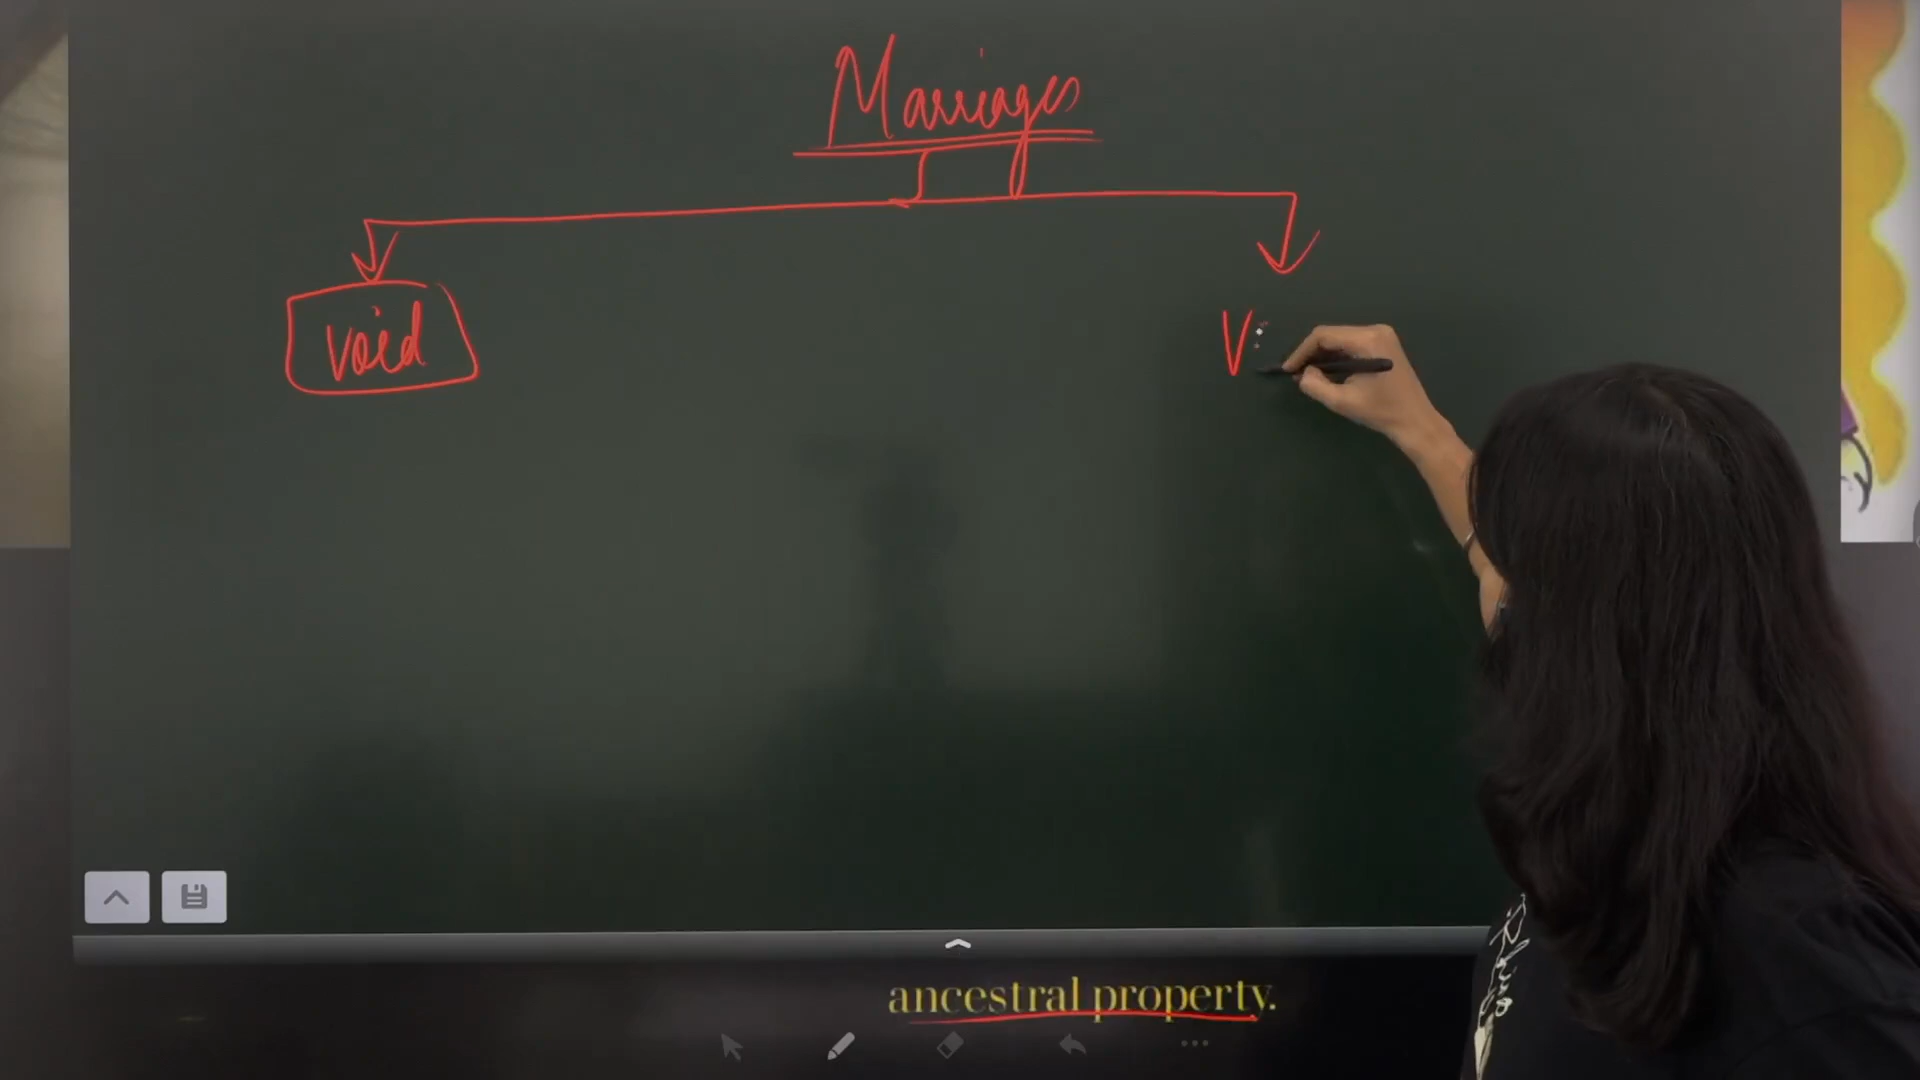 Marriages
void
V
ancestral property.